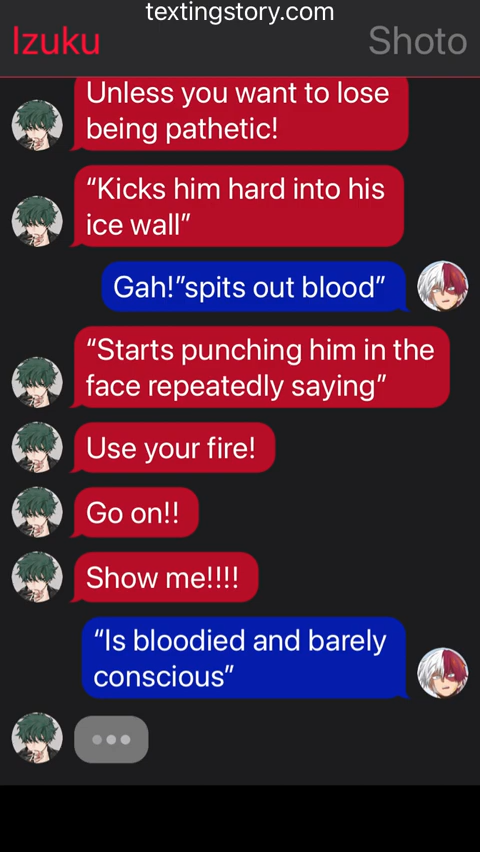 textingstory.com
Izuku
Shoto
Unless you want to lose
being pathetic!
“Kicks him hard into his
ice wall”
Gah!”spits out blood”
“Starts punching him in the
face repeatedly saying”
Use your fire!
Go on!!
Show me!!!!
“Is bloodied and barely
conscious”